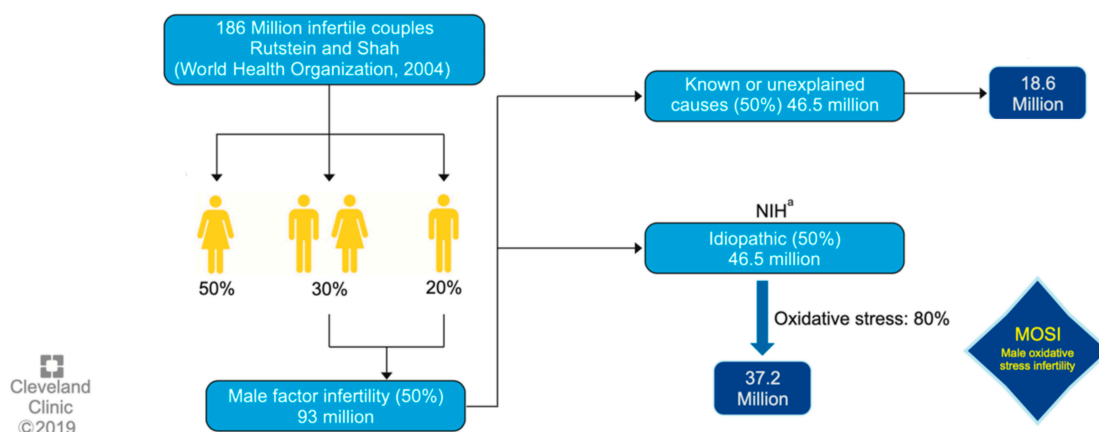 186 Million infertile couples
Rutstein and Shah
(World Health Organization, 2004)
Known or unexplained
causes (50%) 46.5 million
18.6
Million
50%
30%
20%
NIHª
Idiopathic (50%)
46.5 million
Oxidative stress: 80%
37.2
Million
MOSI
Male oxidative
stress infertility
Male factor infertility (50%)
93 million
Cleveland
Clinic
©2019